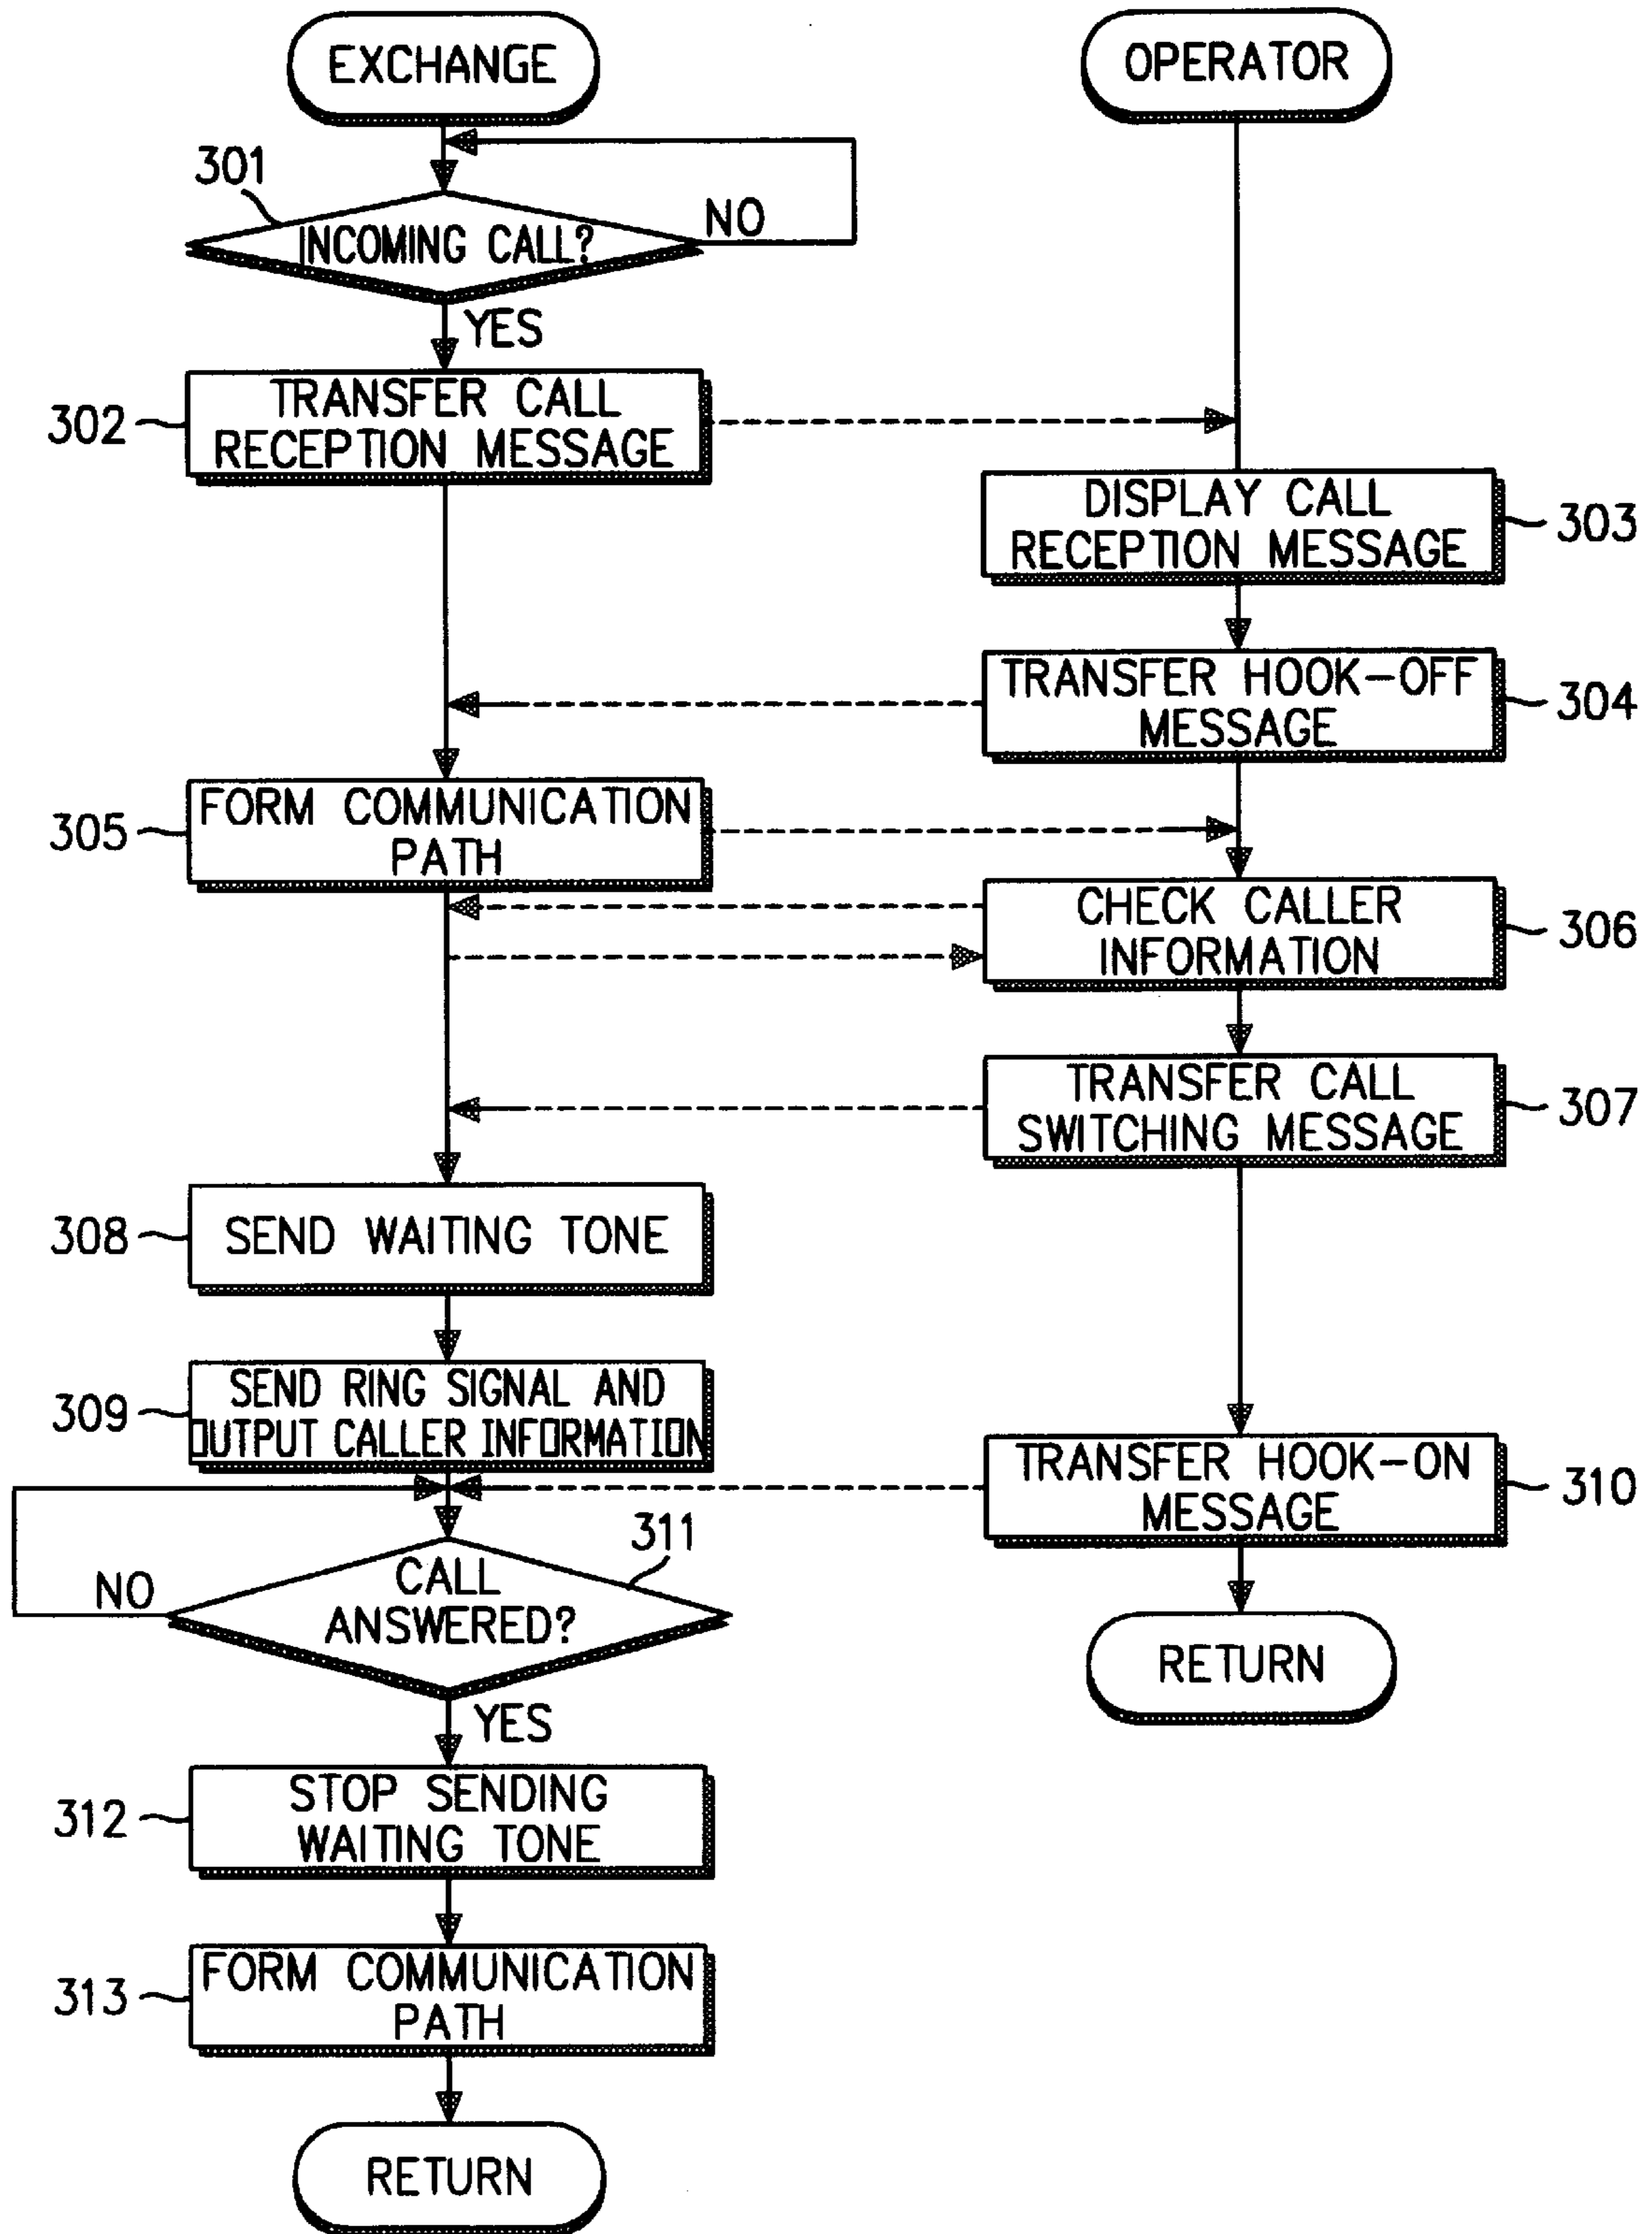 EXCHANGE
OPERATOR
301
INCOMING CALL?
NO
YES
302
TRANSFER CALL
RECEPTION MESSAGE
DISPLAY CALL
RECEPTION MESSAGE
303
TRANSFER HOOK-OFF
MESSAGE
304
305
FORM COMMUNICATION
PATH
CHECK CALLER
INFORMATION
306
TRANSFER CALL
SWITCHING MESSAGE
307
308
SEND WAITING TONE
309
SEND RING SIGNAL AND
OUTPUT CALLER INFORMATION
TRANSFER HOOK-ON
MESSAGE
310
311
CALL
ANSWERED?
NO
YES
RETURN
312
STOP SENDING
WAITING TONE
313
FORM COMMUNICATION
PATH
RETURN